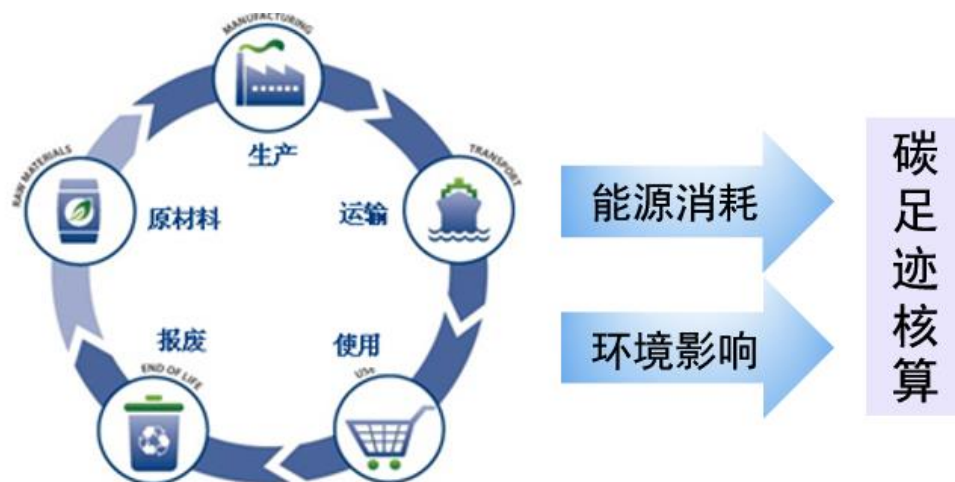 MANUFACTURING
生产
RAW MATERIALS
原材料
TRANSPORT
运输
报废
END OF LIFE
使用
USe
能源消耗
环境影响
碳足迹核算